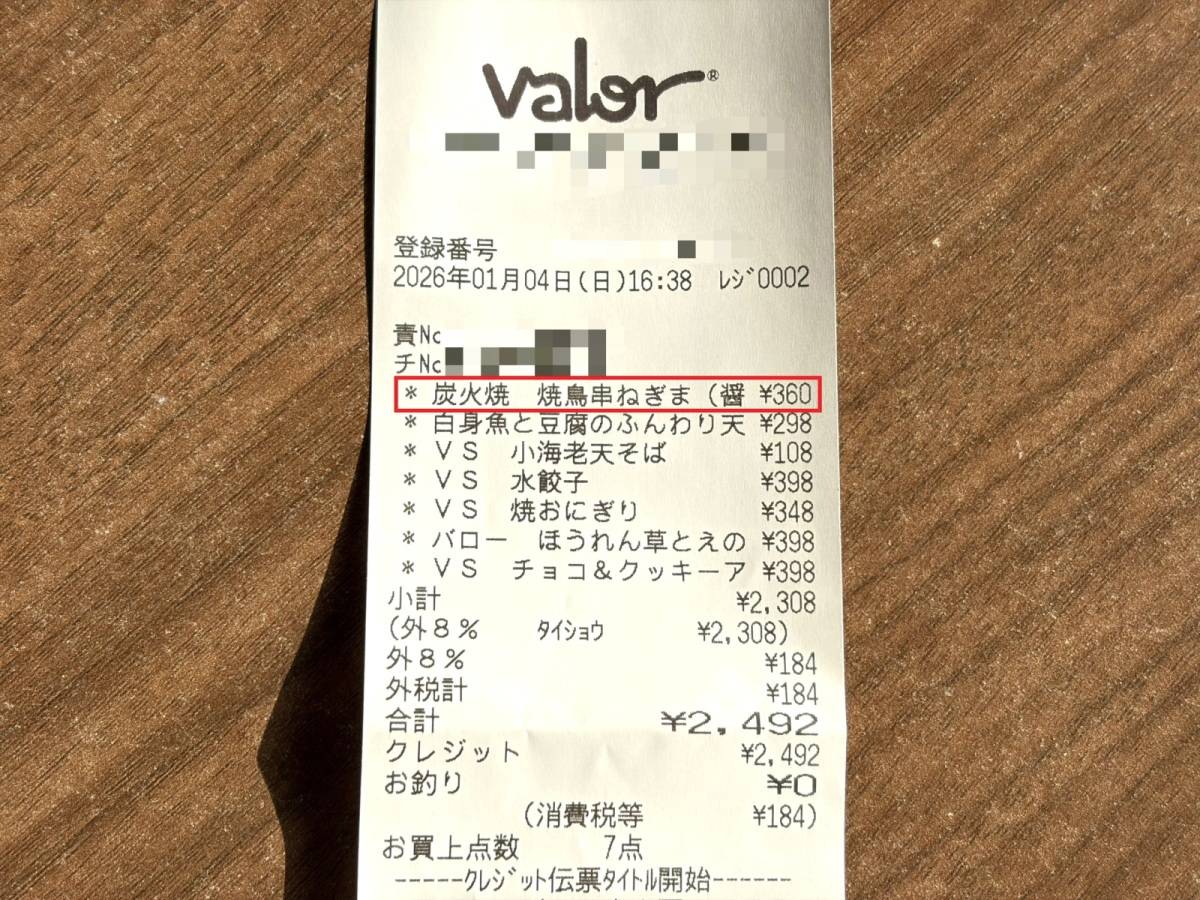 valor®
登録番号
2026年01月04日(日)16:38 レジ0002
責No
チNo
* 炭火焼 焼鳥串ねぎま(醤 ¥360
* 白身魚と豆腐のふんわり天 ¥298
* VS 小海老天そば ¥108
* VS 水餃子 ¥398
* VS 焼おにぎり ¥348
* バロー ほうれん草とえの ¥398
* VS チョコ&クッキーア ¥398
小計 ¥2,308
(外8% タイショウ ¥2,308)
外8% ¥184
外税計 ¥184
合計 ¥2,492
クレジット ¥2,492
お釣り ¥0
(消費税等 ¥184)
お買上点数 7点
-----クレジット伝票タイトル開始------